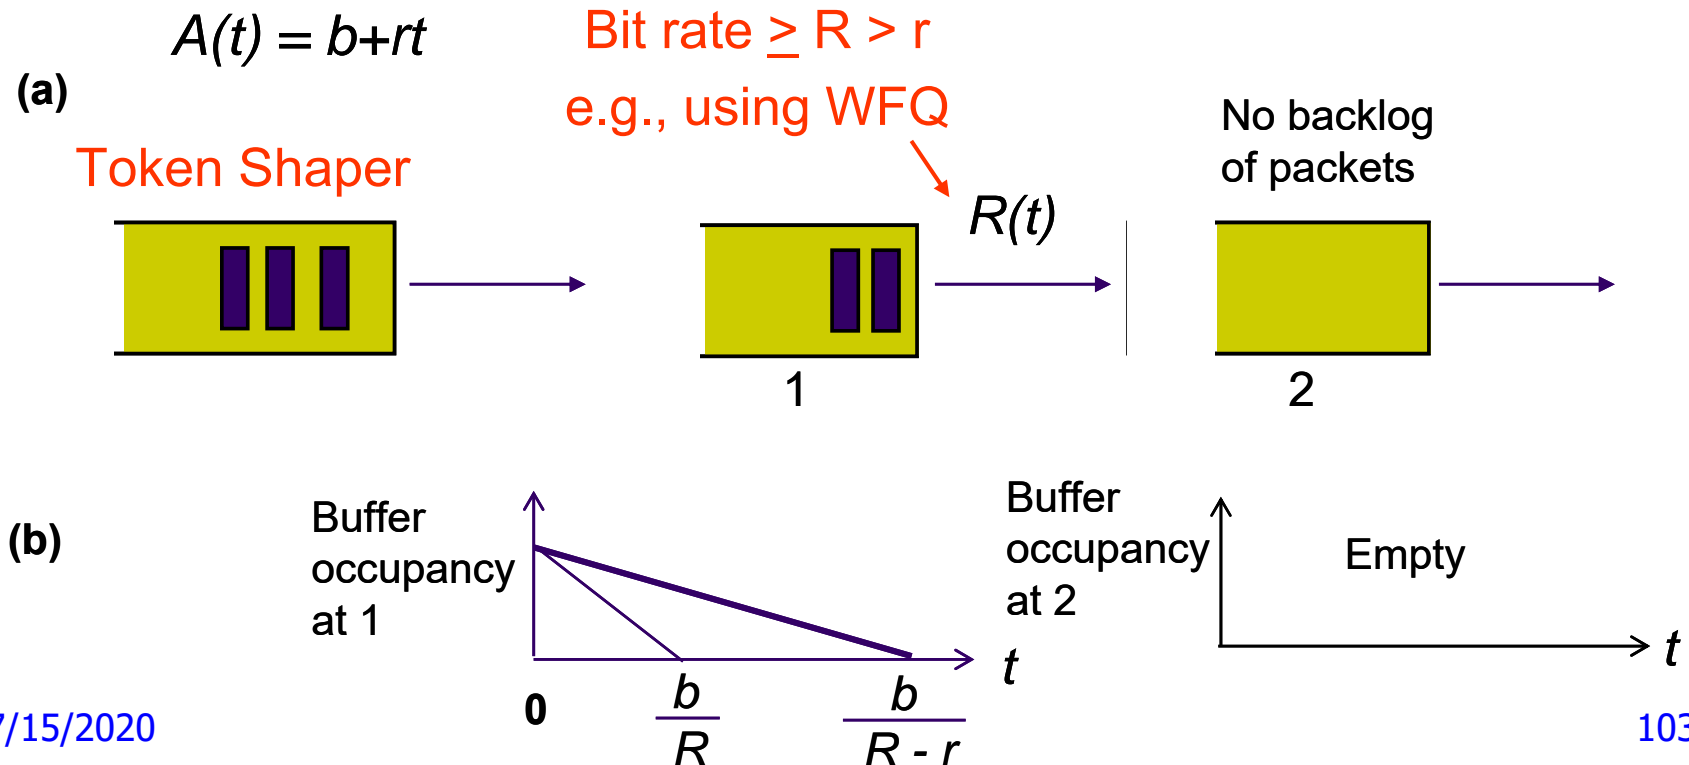 A(t) = b+rt
Bit rate ≥ R > r
e.g., using WFQ
(a)
No backlog
of packets
Token Shaper
R(t)
1
2
Buffer
occupancy
at 1
Buffer
occupancy
at 2
(b)
Empty
t
t
0
b
R
b
R - r
7/15/2020
103